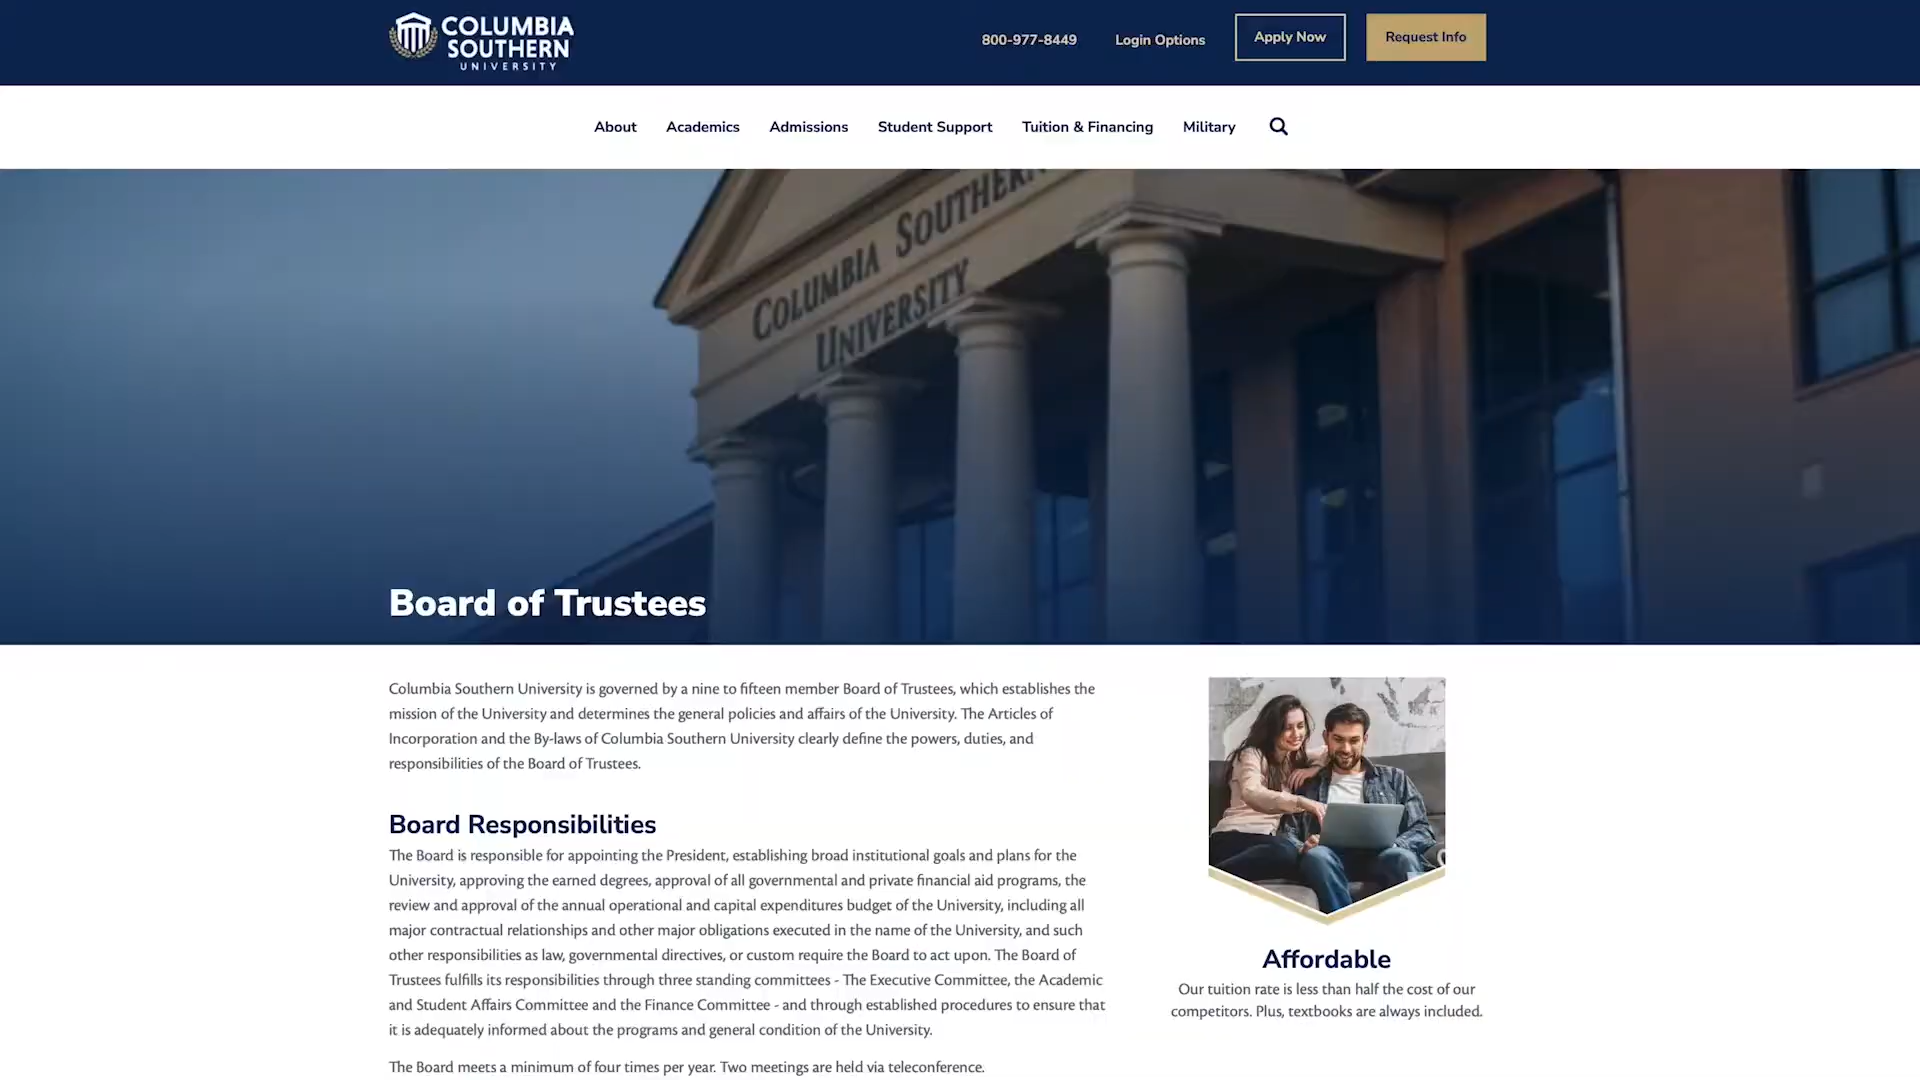 COLUMBIA
SOUTHERN
UNIVERSITY
800-977-8449
Login Options
Apply Now
Request Info
About
Academics
Admissions
Student Support
Tuition & Financing
Military
COLUMBIA SOUTHERN
UNIVERSITY
Board of Trustees
Columbia Southern University is governed by a nine to fifteen member Board of Trustees, which establishes the
mission of the University and determines the general policies and affairs of the University. The Articles of
Incorporation and the By-laws of Columbia Southern University clearly define the powers, duties, and
responsibilities of the Board of Trustees.
Board Responsibilities
The Board is responsible for appointing the President, establishing broad institutional goals and plans for the
University, approving the earned degrees, approval of all governmental and private financial aid programs, the
review and approval of the annual operational and capital expenditures budget of the University, including all
major contractual relationships and other major obligations executed in the name of the University, and such
other responsibilities as law, governmental directives, or custom require the Board to act upon. The Board of
Trustees fulfills its responsibilities through three standing committees - The Executive Committee, the Academic
and Student Affairs Committee and the Finance Committee - and through established procedures to ensure that
it is adequately informed about the programs and general condition of the University.
The Board meets a minimum of four times per year. Two meetings are held via teleconference.
Affordable
Our tuition rate is less than half the cost of our
competitors. Plus, textbooks are always included.